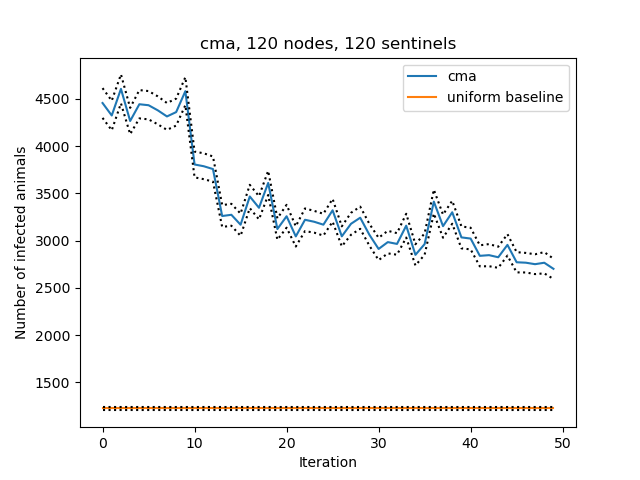 cma, 120 nodes, 120 sentinels
cma
uniform baseline
Number of infected animals
4500
4000
3500
3000
2500
2000
1500
0 10 20 30 40 50
Iteration